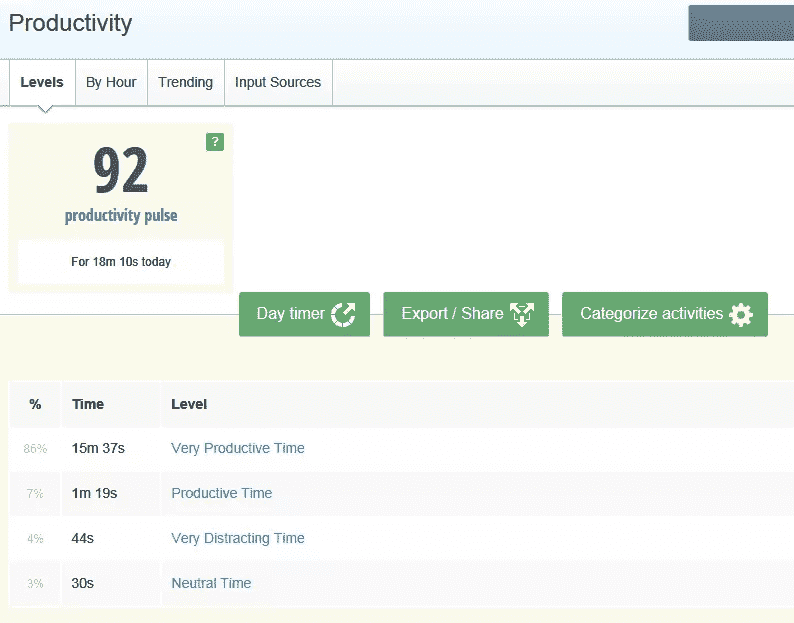 Productivity
Levels By Hour Trending Input Sources
?
92
productivity pulse
For 18m 10s today
Day timer Export / Share Categorize activities
% Time Level
86% 15m 37s Very Productive Time
7% 1m 19s Productive Time
4% 44s Very Distracting Time
3% 30s Neutral Time